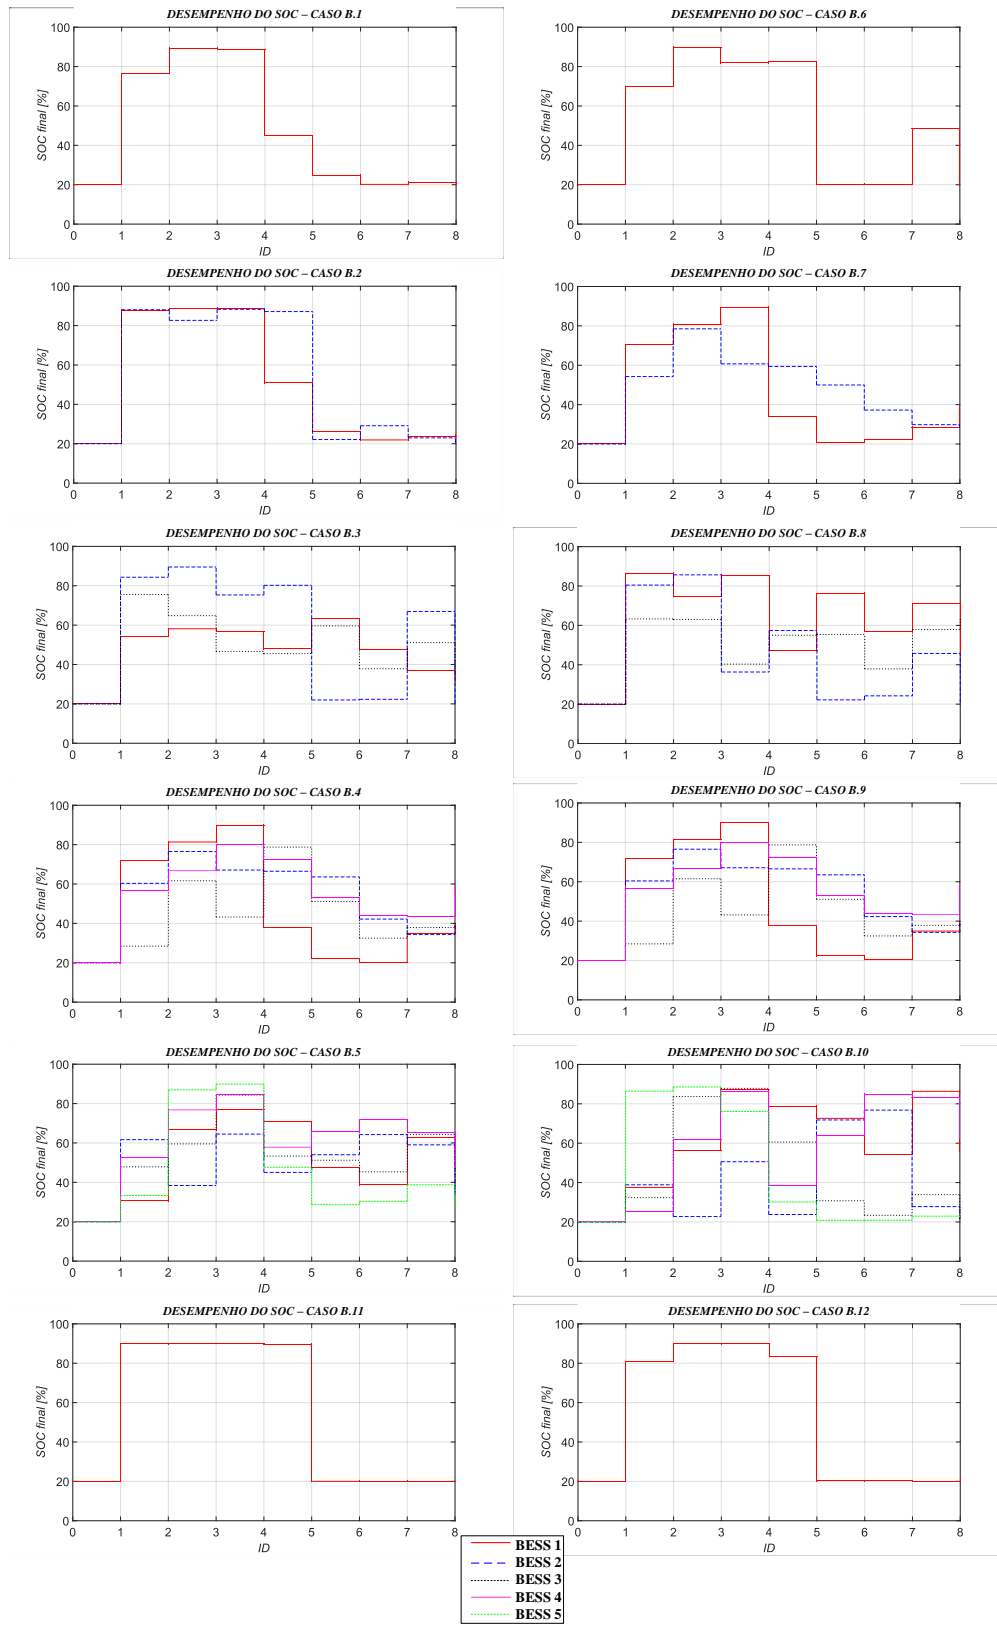 DESEMPENHO DO SOC – CASO B.1
100
80
60
40
20
0
SOC final [%]
0 1 2 3 4 5 6 7 8
ID
DESEMPENHO DO SOC – CASO B.6
100
80
60
40
20
0
SOC final [%]
0 1 2 3 4 5 6 7 8
ID
DESEMPENHO DO SOC – CASO B.2
100
80
60
40
20
0
SOC final [%]
0 1 2 3 4 5 6 7 8
ID
DESEMPENHO DO SOC – CASO B.7
100
80
60
40
20
0
SOC final [%]
0 1 2 3 4 5 6 7 8
ID
DESEMPENHO DO SOC – CASO B.3
100
80
60
40
20
0
SOC final [%]
0 1 2 3 4 5 6 7 8
ID
DESEMPENHO DO SOC – CASO B.8
100
80
60
40
20
0
SOC final [%]
0 1 2 3 4 5 6 7 8
ID
DESEMPENHO DO SOC – CASO B.4
100
80
60
40
20
0
SOC final [%]
0 1 2 3 4 5 6 7 8
ID
DESEMPENHO DO SOC – CASO B.9
100
80
60
40
20
0
SOC final [%]
0 1 2 3 4 5 6 7 8
ID
DESEMPENHO DO SOC – CASO B.5
100
80
60
40
20
0
SOC final [%]
0 1 2 3 4 5 6 7 8
ID
DESEMPENHO DO SOC – CASO B.10
100
80
60
40
20
0
SOC final [%]
0 1 2 3 4 5 6 7 8
ID
DESEMPENHO DO SOC – CASO B.11
100
80
60
40
20
0
SOC final [%]
0 1 2 3 4 5 6 7 8
ID
DESEMPENHO DO SOC – CASO B.12
100
80
60
40
20
0
SOC final [%]
0 1 2 3 4 5 6 7 8
ID
BESS 1
BESS 2
BESS 3
BESS 4
BESS 5